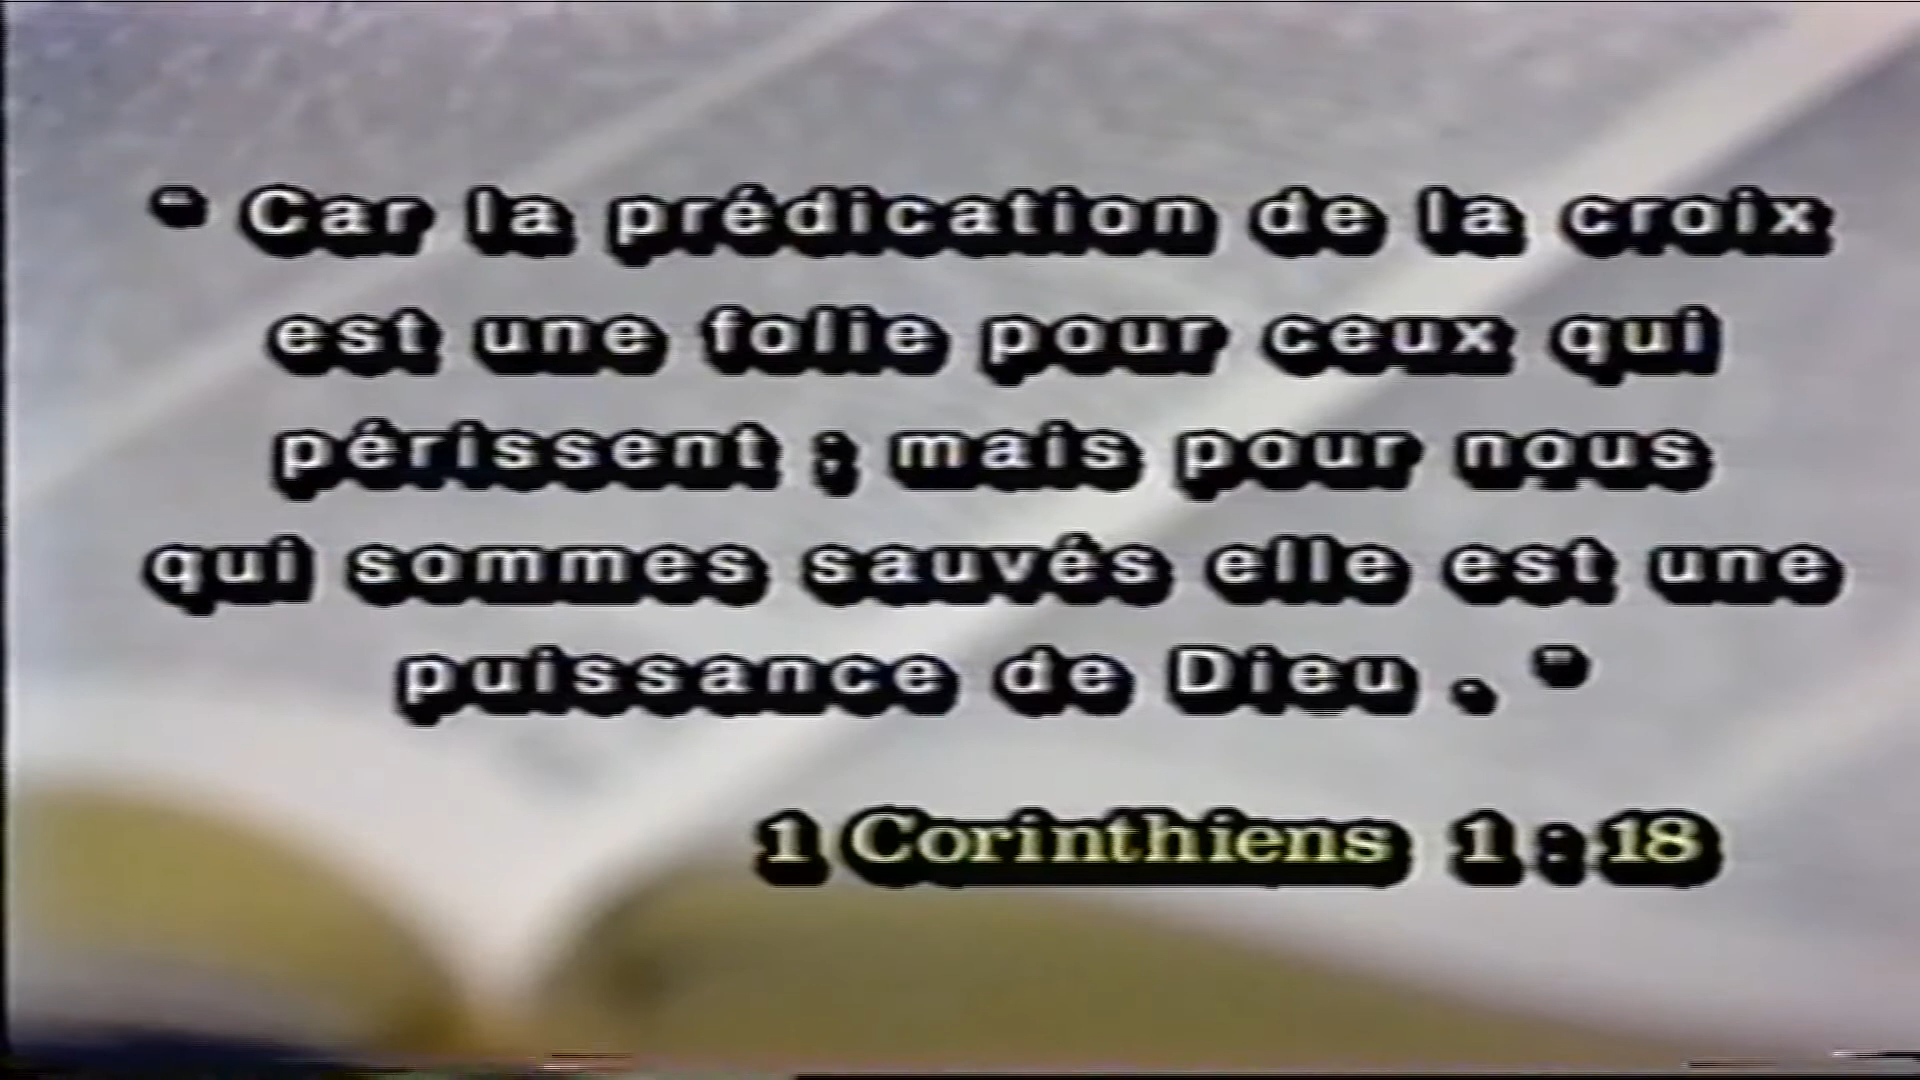 " Car la prédication de la croix
est une folie pour ceux qui
périssent ; mais pour nous
qui sommes sauvés elle est une
puissance de Dieu . "
1 Corinthiens 1 : 18